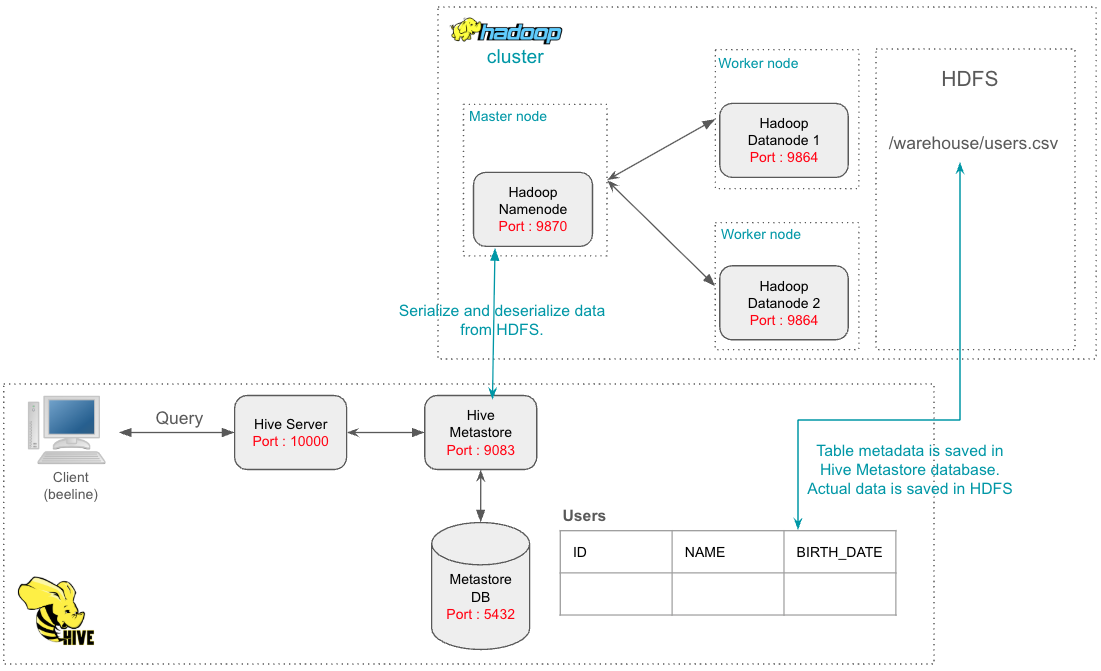 hadoop
cluster
Master node
Hadoop
Namenode
Port : 9870
Worker node
Hadoop
Datanode 1
Port : 9864
Worker node
Hadoop
Datanode 2
Port : 9864
HDFS
/warehouse/users.csv
Serialize and deserialize data
from HDFS.
Client
(beeline)
Query
Hive Server
Port : 10000
Hive
Metastore
Port : 9083
Metastore
DB
Port : 5432
Table metadata is saved in
Hive Metastore database.
Actual data is saved in HDFS
Users
ID NAME BIRTH_DATE
HIVE